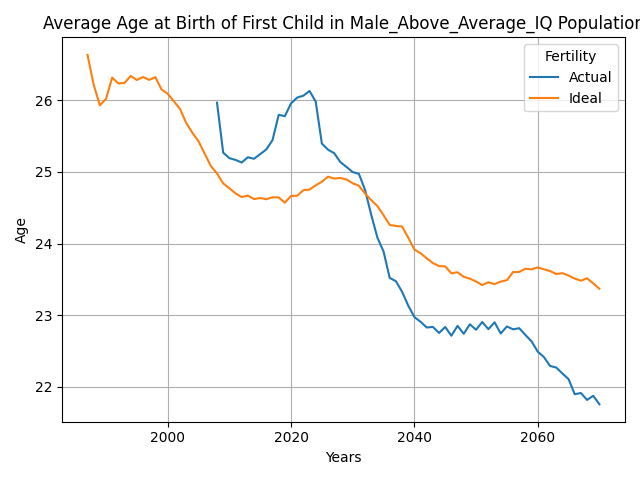 Average Age at Birth of First Child in Male_Above_Average_IQ Population
Fertility
Actual
Ideal
26
25
24
23
22
Age
2000
2020
2040
2060
Years